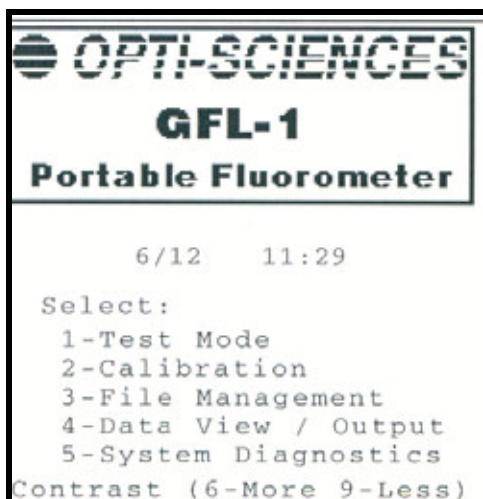 OPTI-SCIENCES
GFL-1
Portable Fluorometer
6/12 11:29
Select:
1-Test Mode
2-Calibration
3-File Management
4-Data View / Output
5-System Diagnostics
Contrast (6-More 9-Less)